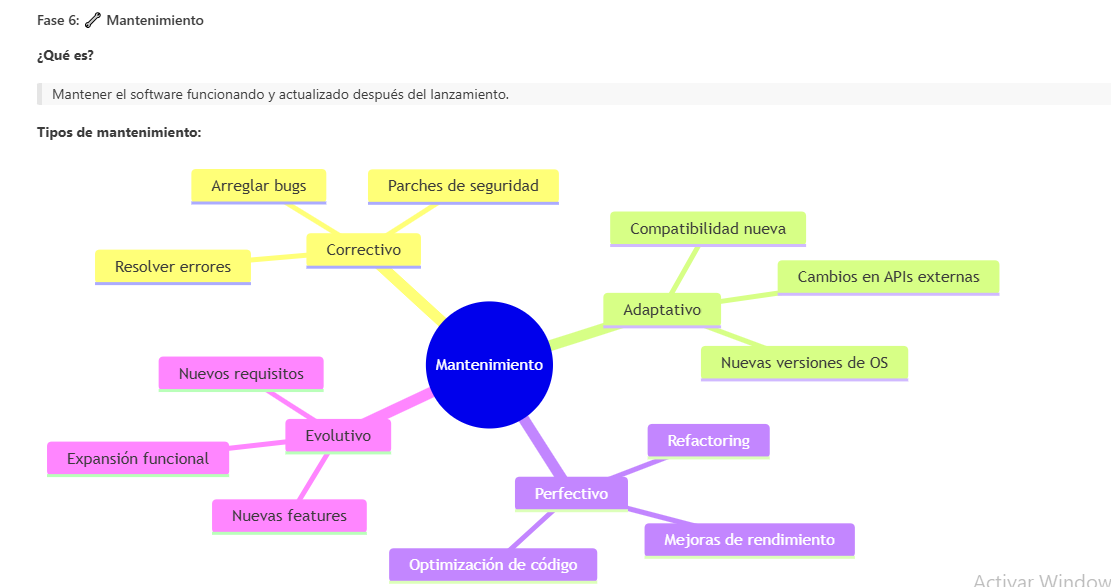 Fase 6: Mantenimiento
¿Qué es?
Mantener el software funcionando y actualizado después del lanzamiento.
Tipos de mantenimiento:
Arreglar bugs
Parches de seguridad
Resolver errores
Correctivo
Compatibilidad nueva
Cambios en APIs externas
Adaptativo
Nuevas versiones de OS
Mantenimiento
Nuevos requisitos
Evolutivo
Expansión funcional
Nuevas features
Refactoring
Perfectivo
Mejoras de rendimiento
Optimización de código
Activar Window